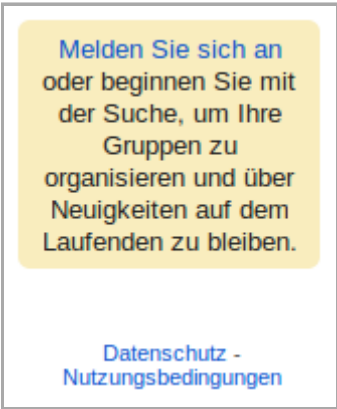 Melden Sie sich an
oder beginnen Sie mit
der Suche, um Ihre
Gruppen zu
organisieren und über
Neuigkeiten auf dem
Laufenden zu bleiben.
Datenschutz -
Nutzungsbedingungen